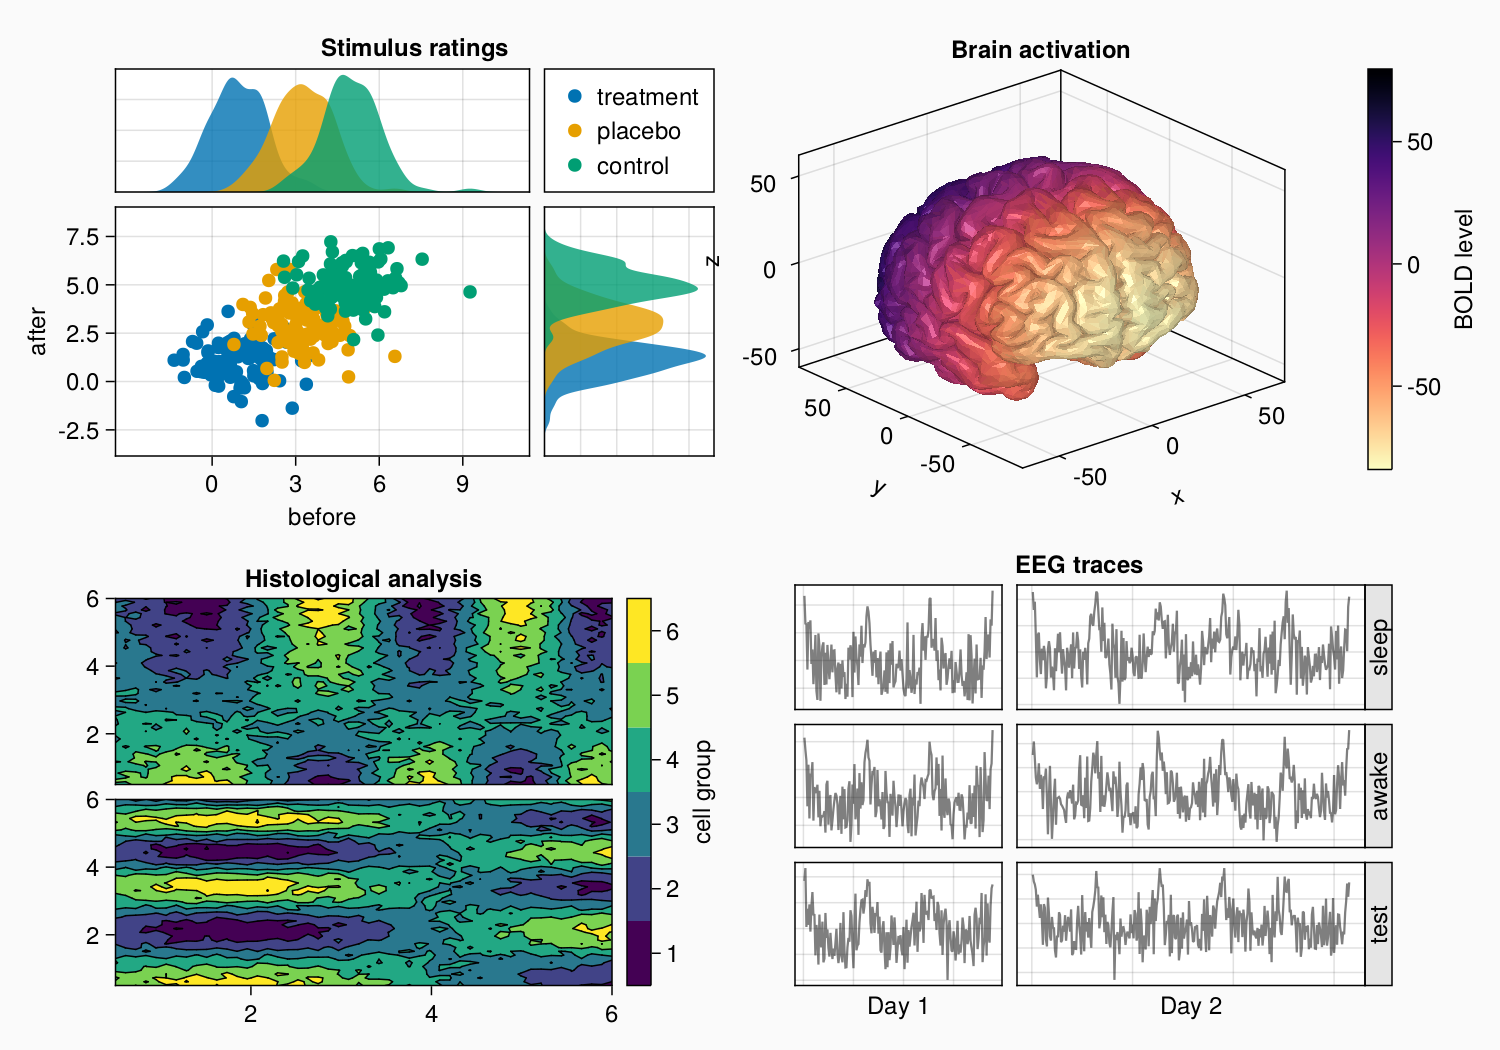 Stimulus ratings
treatment
placebo
control
7.5
5.0
2.5
0.0
-2.5
after
0
3
6
9
before
Brain activation
50
0
-50
z
50
0
-50
y
-50
0
50
x
50
0
-50
BOLD level
Histological analysis
6
4
2
6
4
2
2
4
6
6
5
4
3
2
1
cell group
EEG traces
sleep
awake
test
Day 1
Day 2